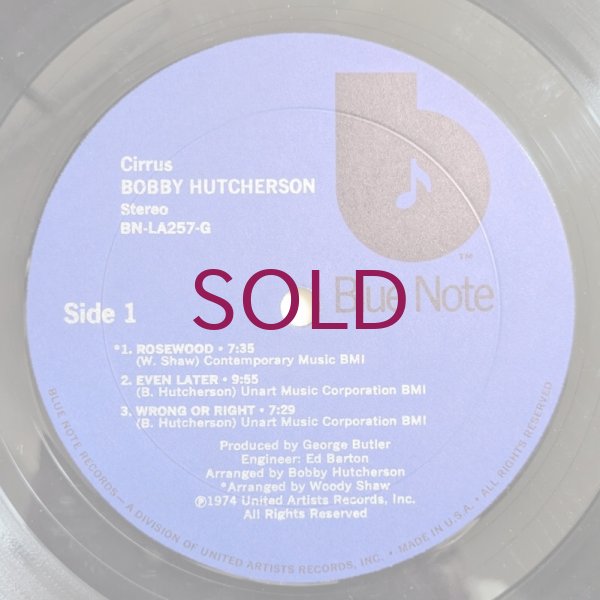 Cirrus
BOBBY HUTCHERSON
Stereo
BN-LA257-G
TM
Blue Note
SOLD
Side 1
*1. ROSEWOOD • 7:35
(W. Shaw) Contemporary Music BMI
2. EVEN LATER • 9:55
(B. Hutcherson) Unart Music Corporation BMI
3. WRONG OR RIGHT • 7:29
(B. Hutcherson) Unart Music Corporation BMI
Produced by George Butler
Engineer: Ed Barton
Arranged by Bobby Hutcherson
*Arranged by Woody Shaw
℗1974 United Artists Records, Inc.
All Rights Reserved
BLUE NOTE RECORDS – A DIVISION OF UNITED ARTISTS RECORDS, INC. • MADE IN U.S.A. • ALL RIGHTS RESERVED